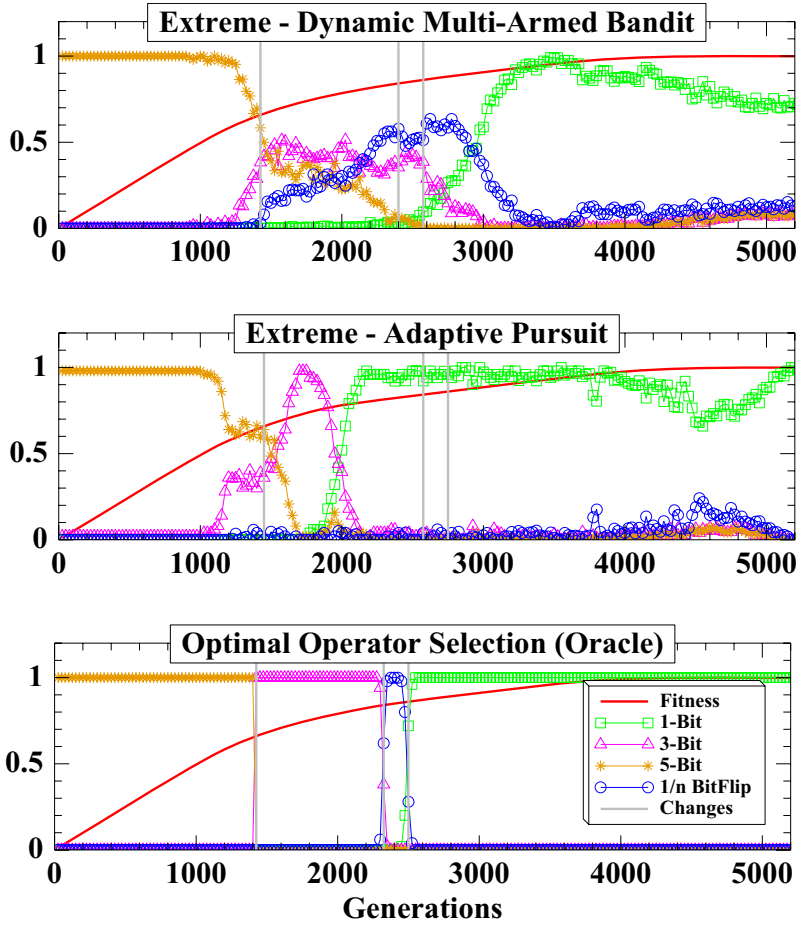 Extreme - Dynamic Multi-Armed Bandit
1
0.5
0
0 1000 2000 3000 4000 5000
Extreme - Adaptive Pursuit
1
0.5
0
0 1000 2000 3000 4000 5000
Optimal Operator Selection (Oracle)
1
0.5
0
Fitness
1-Bit
3-Bit
5-Bit
1/n BitFlip
Changes
0 1000 2000 3000 4000 5000
Generations